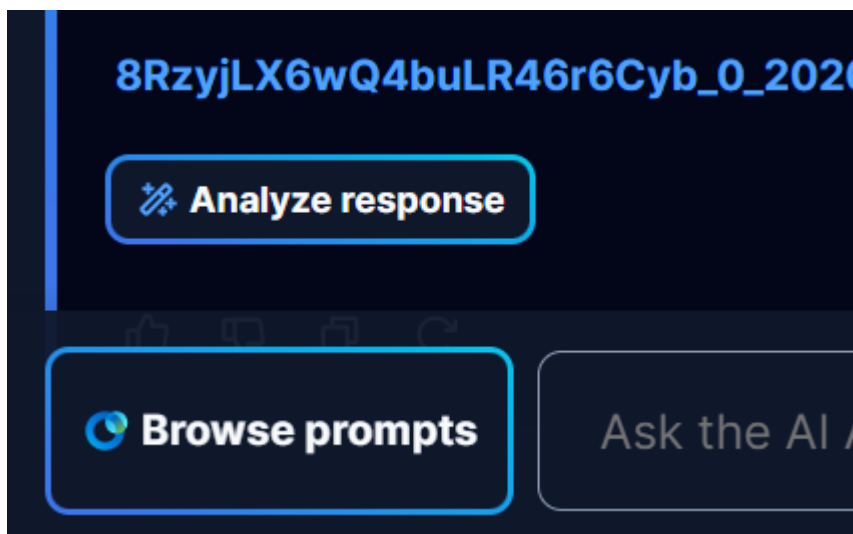 8RzyjLX6wQ4buLR46r6Cyb_0_202
Analyze response
Browse prompts
Ask the AI